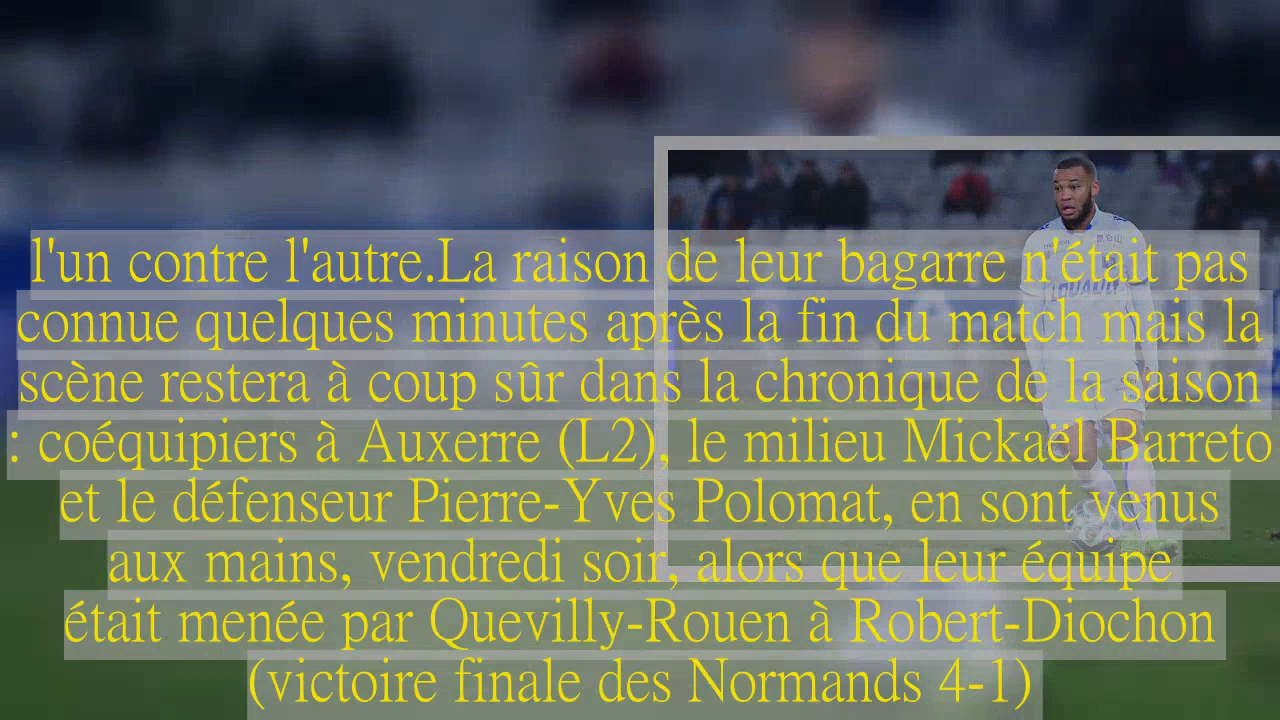 l'un contre l'autre.La raison de leur bagarre n'était pas
connue quelques minutes après la fin du match mais la
scène restera à coup sûr dans la chronique de la saison
: coéquipiers à Auxerre (L2), le milieu Mickaël Barreto
et le défenseur Pierre-Yves Polomat, en sont venus
aux mains, vendredi soir, alors que leur équipe
était menée par Quevilly-Rouen à Robert-Diochon
(victoire finale des Normands 4-1)